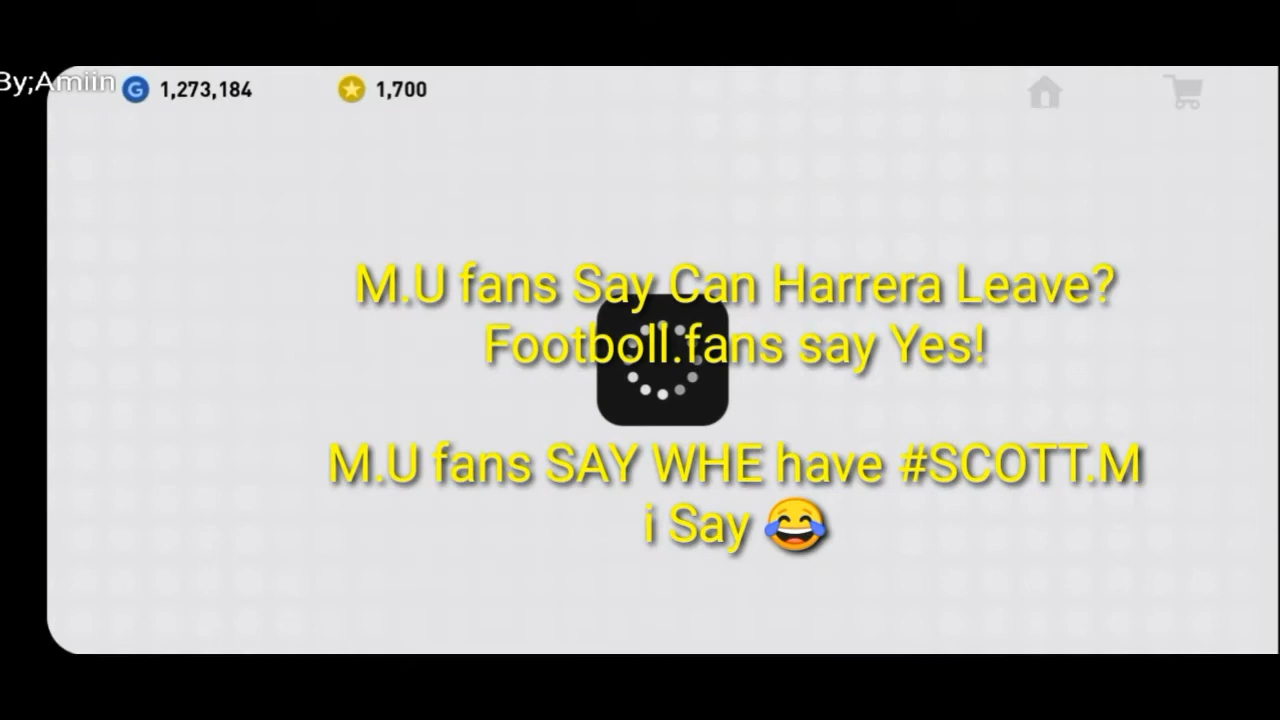 By;Amiin
G 1,273,184 1,700
M.U fans Say Can Harrera Leave?
Footboll.fans say Yes!
M.U fans SAY WHE have #SCOTT.M
i Say 😂